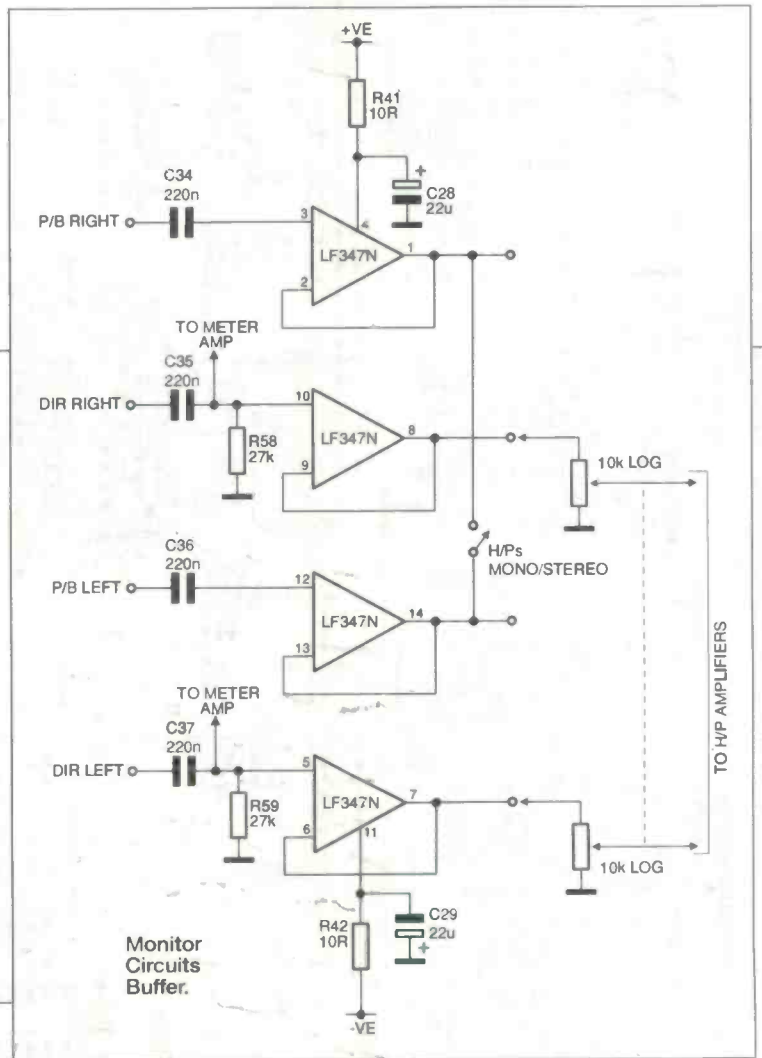 +VE
R41
10R
C34
220n
+
C28
22u
P/B RIGHT
3
4
LF347N
1
2
TO METER
AMP
C35
220n
DIR RIGHT
10
LF347N
8
9
R58
27k
10k LOG
C36
220n
H/Ps
MONO/STEREO
P/B LEFT
12
LF347N
14
13
TO H/P AMPLIFIERS
TO METER
AMP
C37
220n
DIR LEFT
5
LF347N
7
6
11
R59
27k
10k LOG
R42
10R
C29
22u
+
Monitor
Circuits
Buffer.
-VE